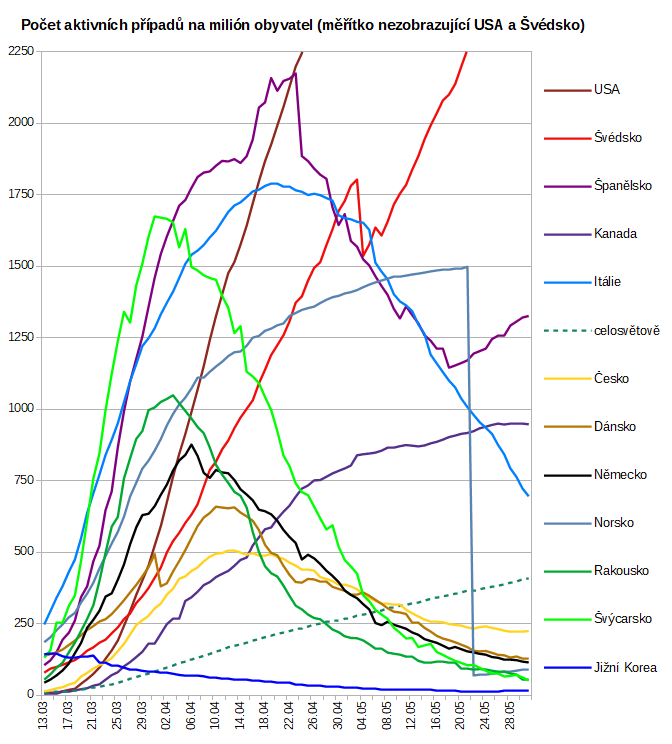 Počet aktivních případů na milión obyvatel (měřítko nezobrazující USA a Švédsko)
2250
2000
1750
1500
1250
1000
750
500
250
0
13.03
17.03
21.03
25.03
29.03
02.04
06.04
10.04
14.04
18.04
22.04
26.04
30.04
04.05
08.05
12.05
16.05
20.05
24.05
28.05
USA
Švédsko
Španělsko
Kanada
Itálie
celosvětově
Česko
Dánsko
Německo
Norsko
Rakousko
Švýcarsko
Jižní Korea